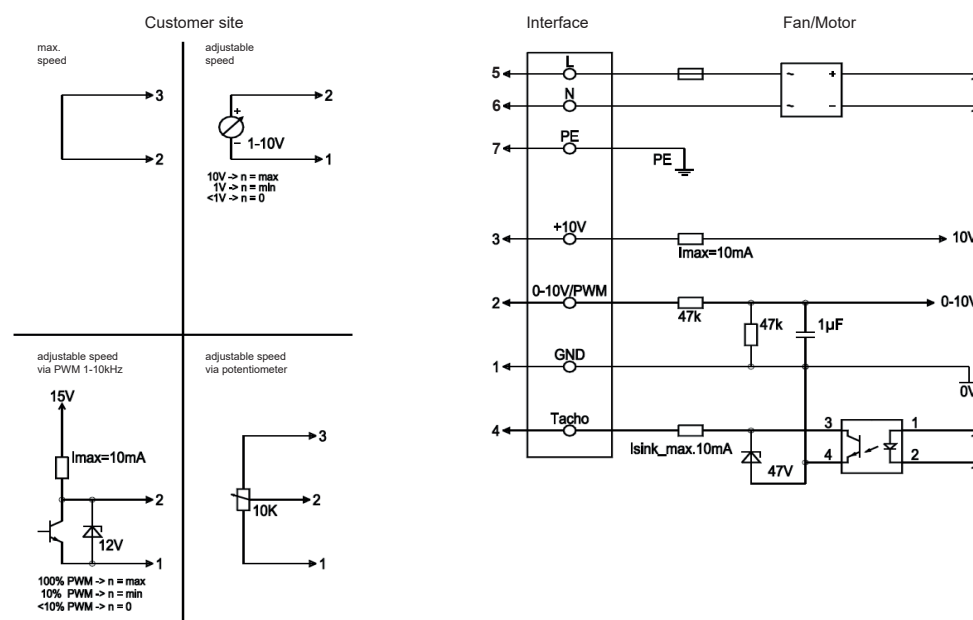 Customer site
max.
speed
3
2
adjustable
speed
2
+
1-10V
−
1
10V -> n = max
1V -> n = min
<1V -> n = 0
adjustable speed
via PWM 1-10kHz
15V
Imax=10mA
2
12V
1
100% PWM -> n = max
10% PWM -> n = min
<10% PWM -> n = 0
adjustable speed
via potentiometer
3
2
10K
1
Interface
Fan/Motor
5
L
~
+
6
N
~
−
7
PE
PE
3
+10V
Imax=10mA
10V
2
0-10V/PWM
47k
47k
1µF
0-10V
1
GND
0V
4
Tacho
Isink_max.10mA
47V
3
4
1
2